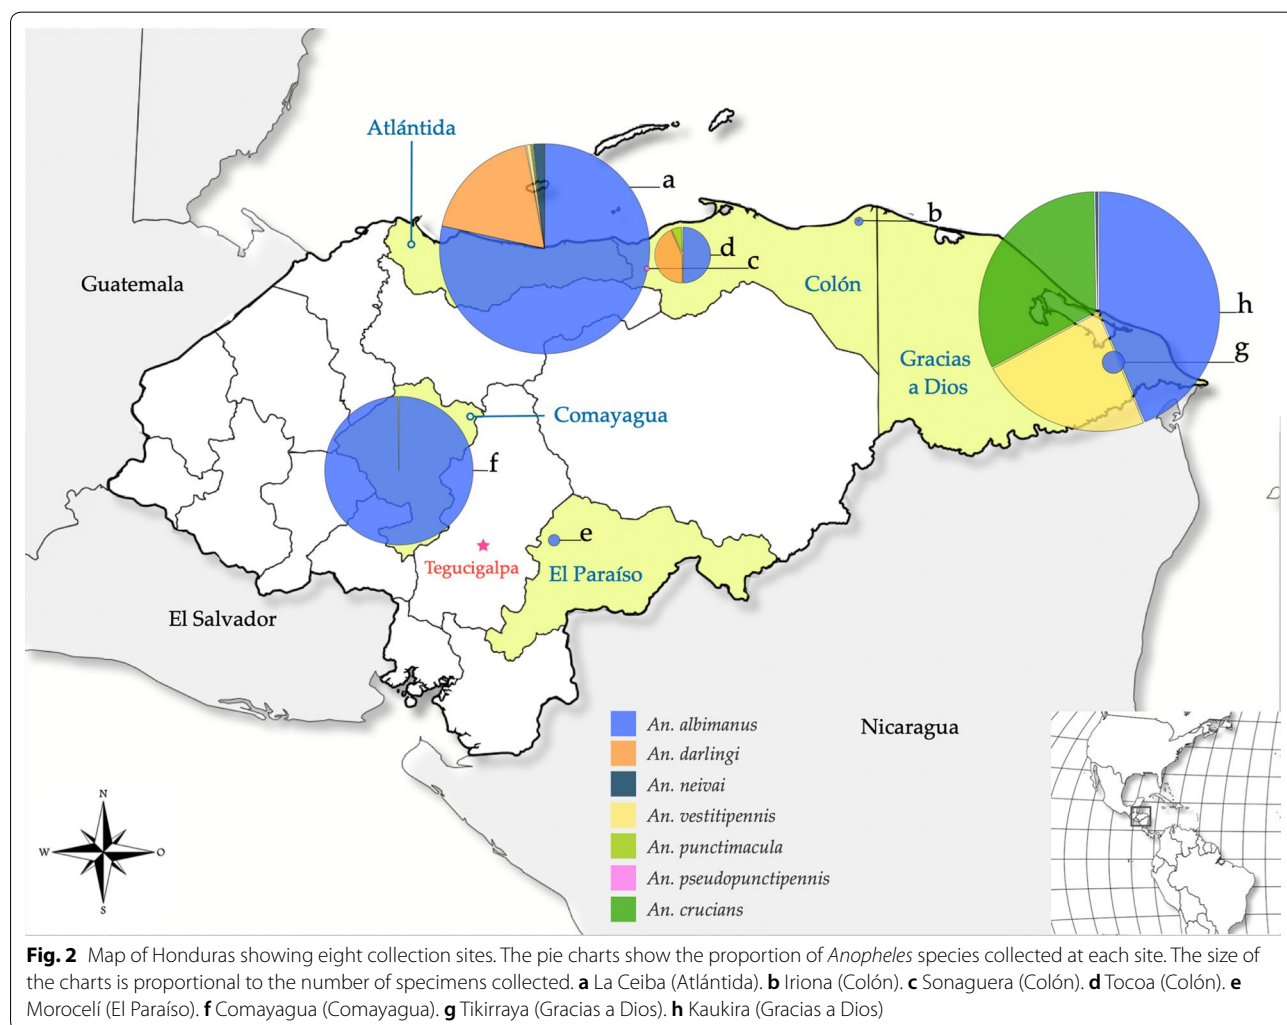 Atlántida
a
b
d
c
Guatemala
Colón
h
g
Gracias
a Dios
Comayagua
f
e
Tegucigalpa
El Paraíso
El Salvador
Nicaragua
An. albimanus
An. darlingi
An. neivai
An. vestitipennis
An. punctimacula
An. pseudopunctipennis
An. crucians
N
W
O
S
Fig. 2 Map of Honduras showing eight collection sites. The pie charts show the proportion of Anopheles species collected at each site. The size of
the charts is proportional to the number of specimens collected. a La Ceiba (Atlántida). b Iriona (Colón). c Sonaguera (Colón). d Tocoa (Colón). e
Morocelí (El Paraíso). f Comayagua (Comayagua). g Tikirraya (Gracias a Dios). h Kaukira (Gracias a Dios)